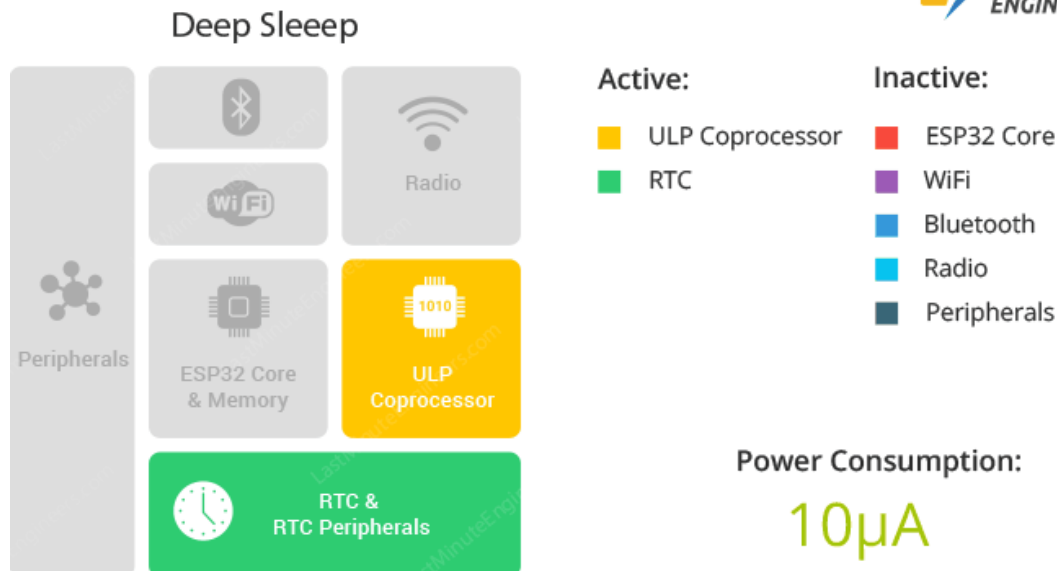 ENGIN
Deep Sleeep
Active:
Inactive:
ULP Coprocessor
RTC
ESP32 Core
WiFi
Bluetooth
Radio
Peripherals
WiFi
Radio
Peripherals
ESP32 Core
& Memory
1010
ULP
Coprocessor
RTC &
RTC Peripherals
Power Consumption:
10μA